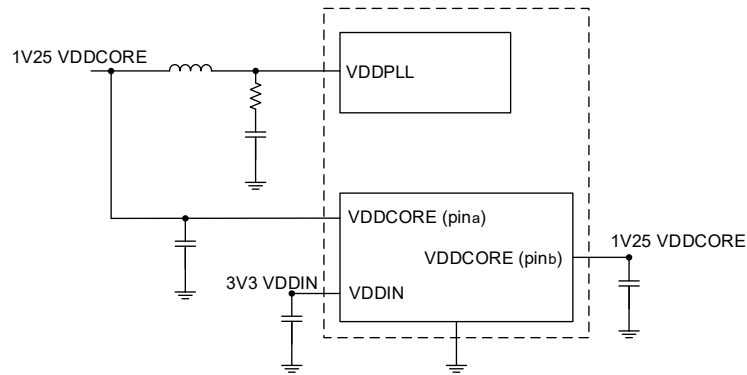 1V25 VDDCORE
VDDPLL
VDDCORE (pina)
1V25 VDDCORE
VDDCORE (pinb)
3V3 VDDIN
VDDIN